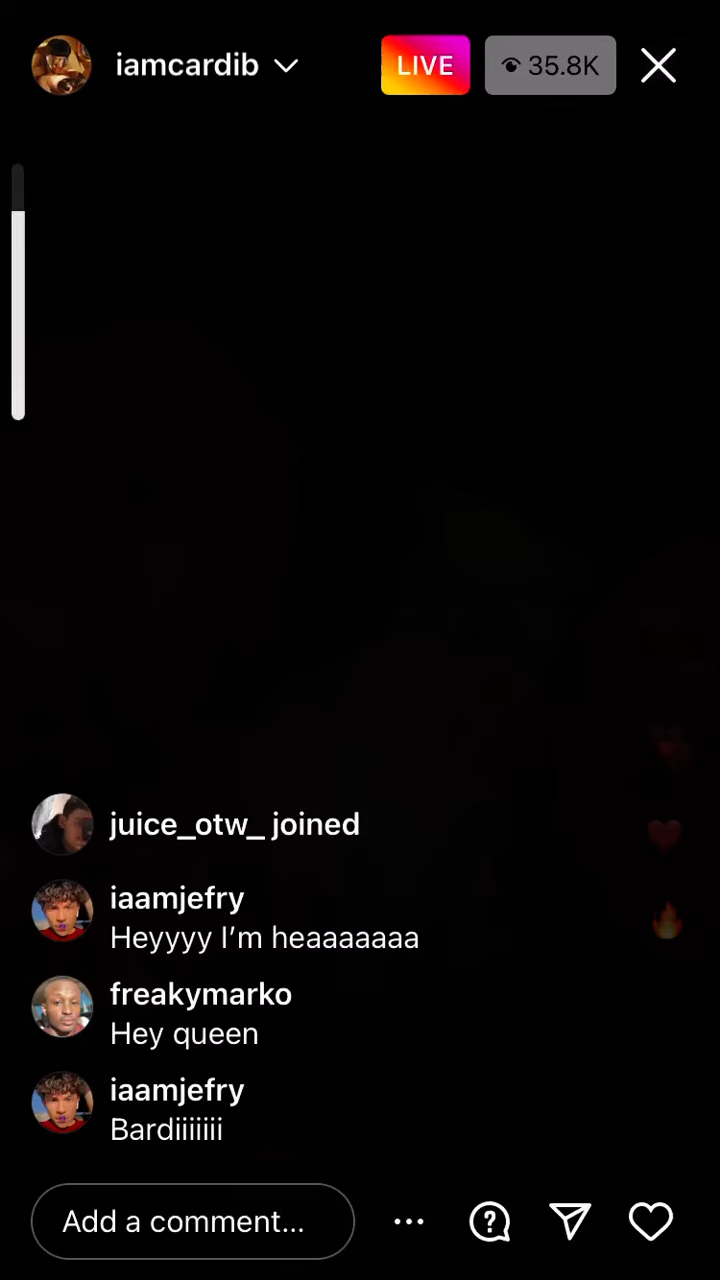 iamcardib
LIVE
35.8K
juice_otw_ joined
iaamjefry
Heyyyy I’m heaaaaaaa
freakymarko
Hey queen
iaamjefry
Bardiiiiiii
Add a comment...